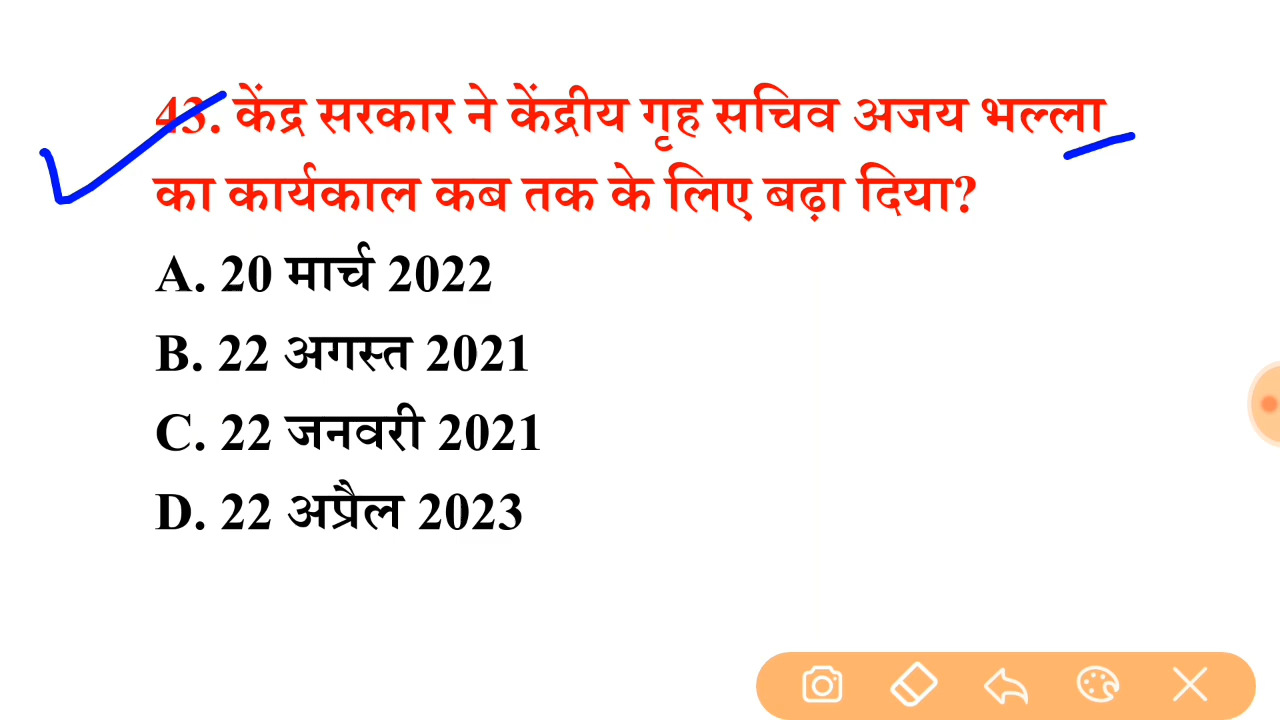 43. केंद्र सरकार ने केंद्रीय गृह सचिव अजय भल्ला
का कार्यकाल कब तक के लिए बढ़ा दिया?
A. 20 मार्च 2022
B. 22 अगस्त 2021
C. 22 जनवरी 2021
D. 22 अप्रैल 2023